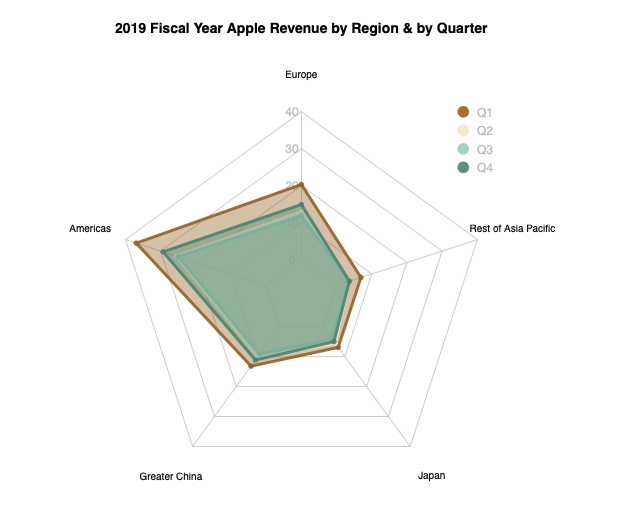 2019 Fiscal Year Apple Revenue by Region & by Quarter
Europe
40
Q1
Q2
30
Q3
Q4
20
Americas
Rest of Asia Pacific
10
0
Greater China
Japan